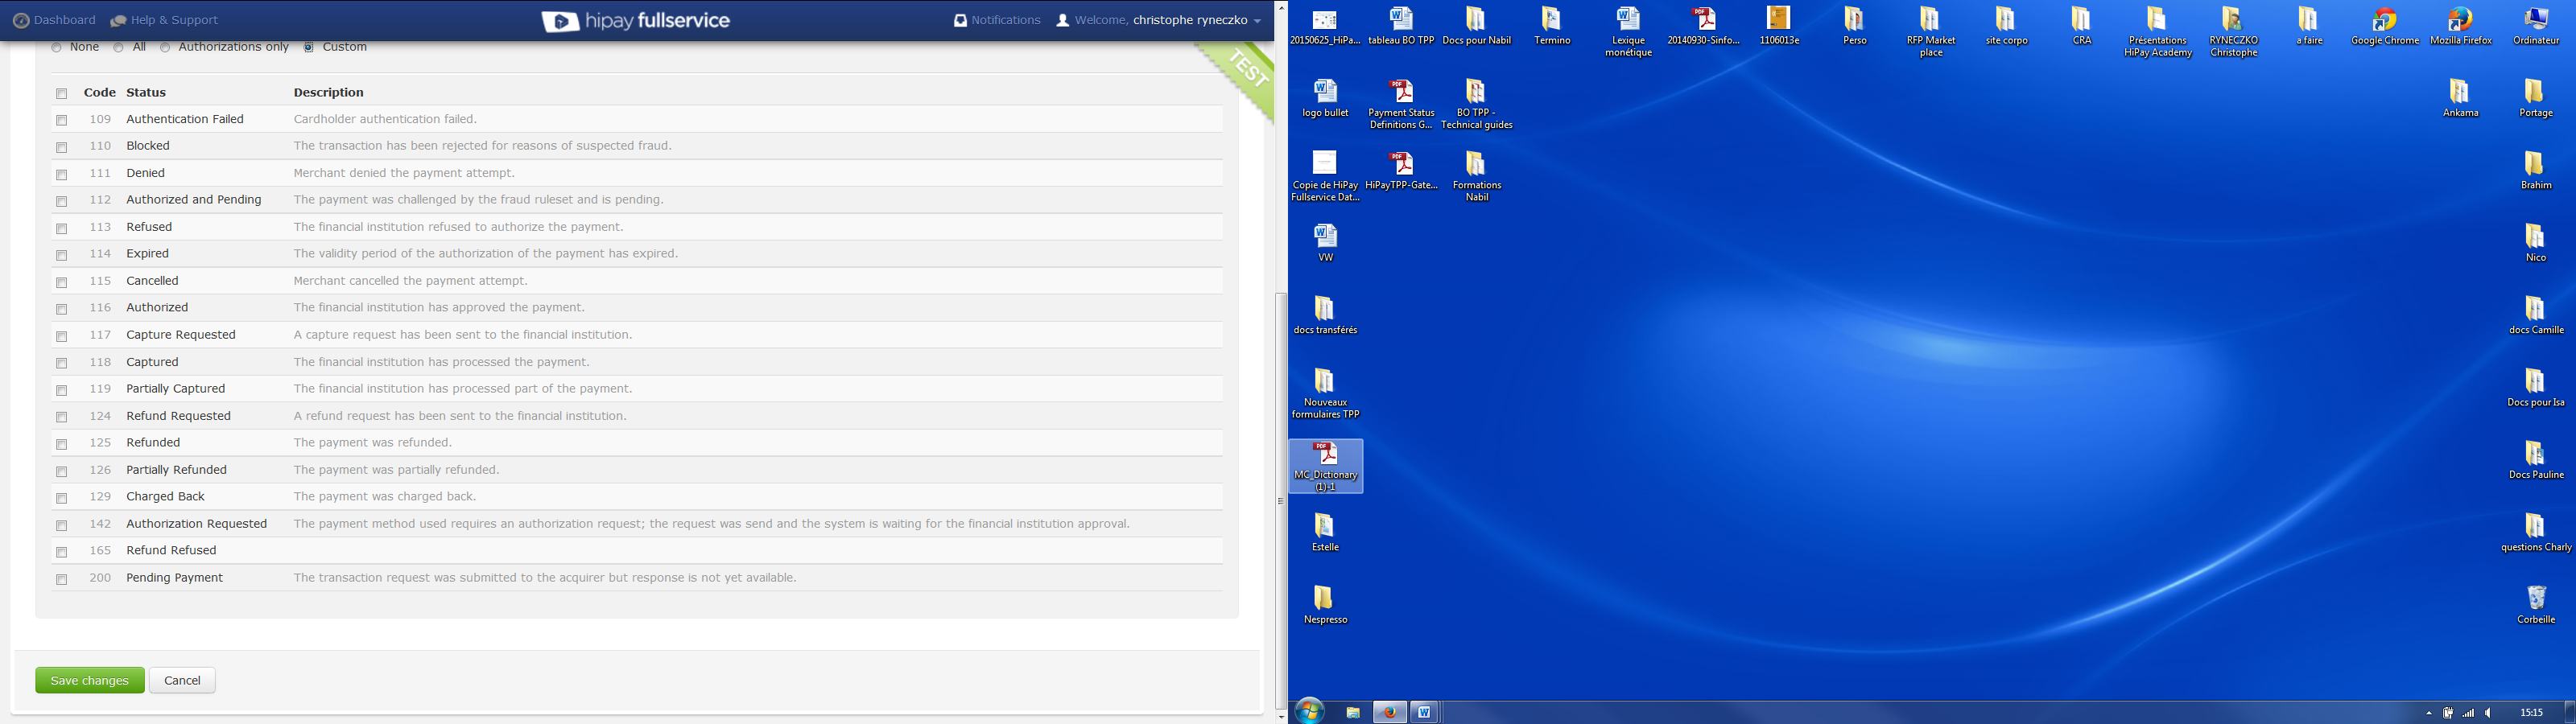 Dashboard Help & Support hipay fullservice Notifications Welcome, christophe ryneczko
None All Authorizations only Custom
TEST
Code Status Description
109 Authentication Failed Cardholder authentication failed.
110 Blocked The transaction has been rejected for reasons of suspected fraud.
111 Denied Merchant denied the payment attempt.
112 Authorized and Pending The payment was challenged by the fraud ruleset and is pending.
113 Refused The financial institution refused to authorize the payment.
114 Expired The validity period of the authorization of the payment has expired.
115 Cancelled Merchant cancelled the payment attempt.
116 Authorized The financial institution has approved the payment.
117 Capture Requested A capture request has been sent to the financial institution.
118 Captured The financial institution has processed the payment.
119 Partially Captured The financial institution has processed part of the payment.
124 Refund Requested A refund request has been sent to the financial institution.
125 Refunded The payment was refunded.
126 Partially Refunded The payment was partially refunded.
129 Charged Back The payment was charged back.
142 Authorization Requested The payment method used requires an authorization request; the request was send and the system is waiting for the financial institution approval.
165 Refund Refused
200 Pending Payment The transaction request was submitted to the acquirer but response is not yet available.
Save changes Cancel
20150625_HiPa... tableau BO TPP Docs pour Nabil Termino Lexique 20140930-Sinfo... 1106013e Perso RFP Market site corpo CRA Présentations RYNECZKO a faire Google Chrome Mozilla Firefox Ordinateur
monétique place HiPay Academy Christophe
logo bullet Payment Status BO TPP - Ankama Portage
Definitions G... Technical guides
Copie de HiPay HiPayTPP-Gate... Formations Brahim
Fullservice Dat... Nabil
VW Nico
docs transférés docs Camille
Nouveaux Docs pour Isa
formulaires TPP
MC_Dictionary Docs Pauline
(1)-1
Estelle questions Charly
Nespresso Corbeille
15:15